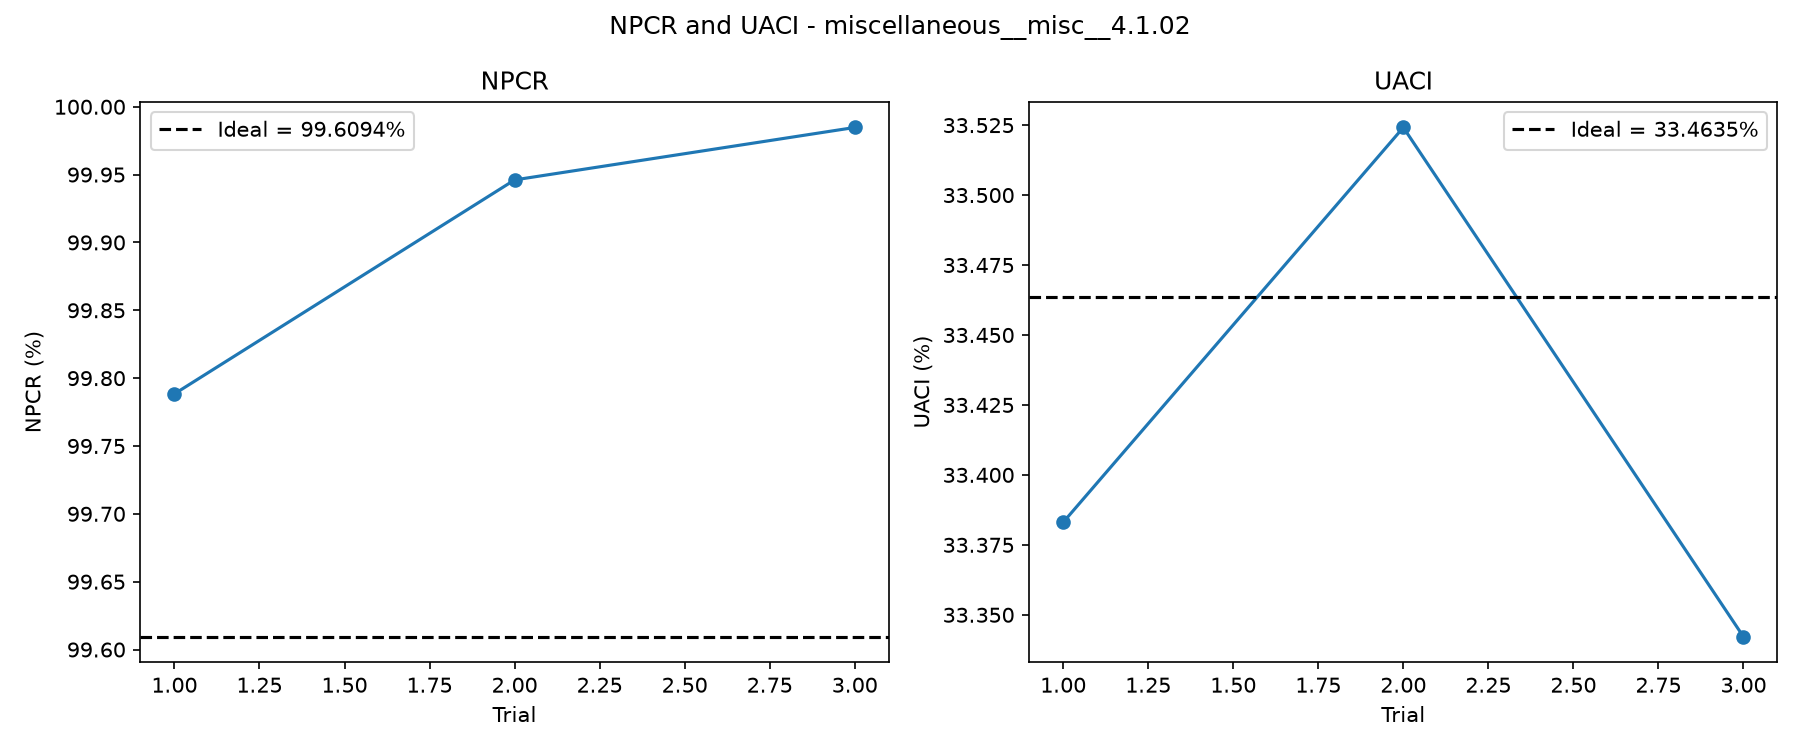 NPCR and UACI - miscellaneous__misc__4.1.02
NPCR
Ideal = 99.6094%
100.00
99.95
99.90
99.85
99.80
99.75
99.70
99.65
99.60
NPCR (%)
1.00 1.25 1.50 1.75 2.00 2.25 2.50 2.75 3.00
Trial
UACI
Ideal = 33.4635%
33.525
33.500
33.475
33.450
33.425
33.400
33.375
33.350
UACI (%)
1.00 1.25 1.50 1.75 2.00 2.25 2.50 2.75 3.00
Trial